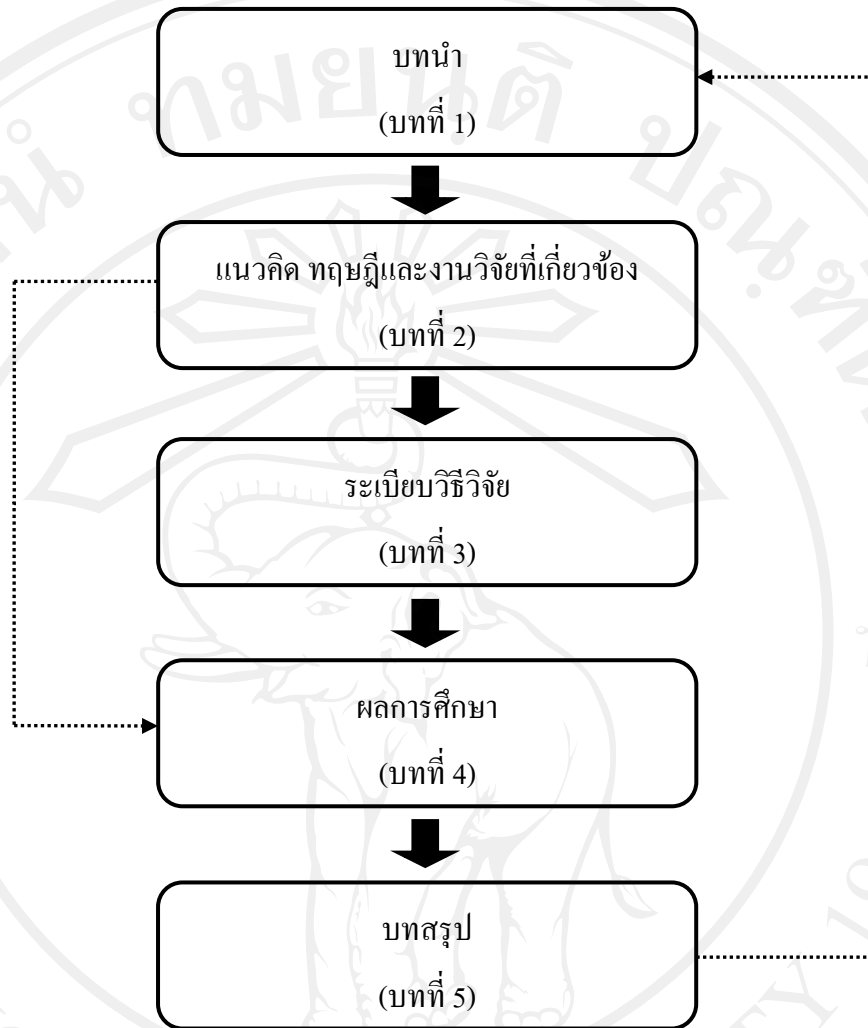 บทนำ
(บทที่ 1)
แนวคิด ทฤษฎีและงานวิจัยที่เกี่ยวข้อง
(บทที่ 2)
ระเบียบวิธีวิจัย
(บทที่ 3)
ผลการศึกษา
(บทที่ 4)
บทสรุป
(บทที่ 5)